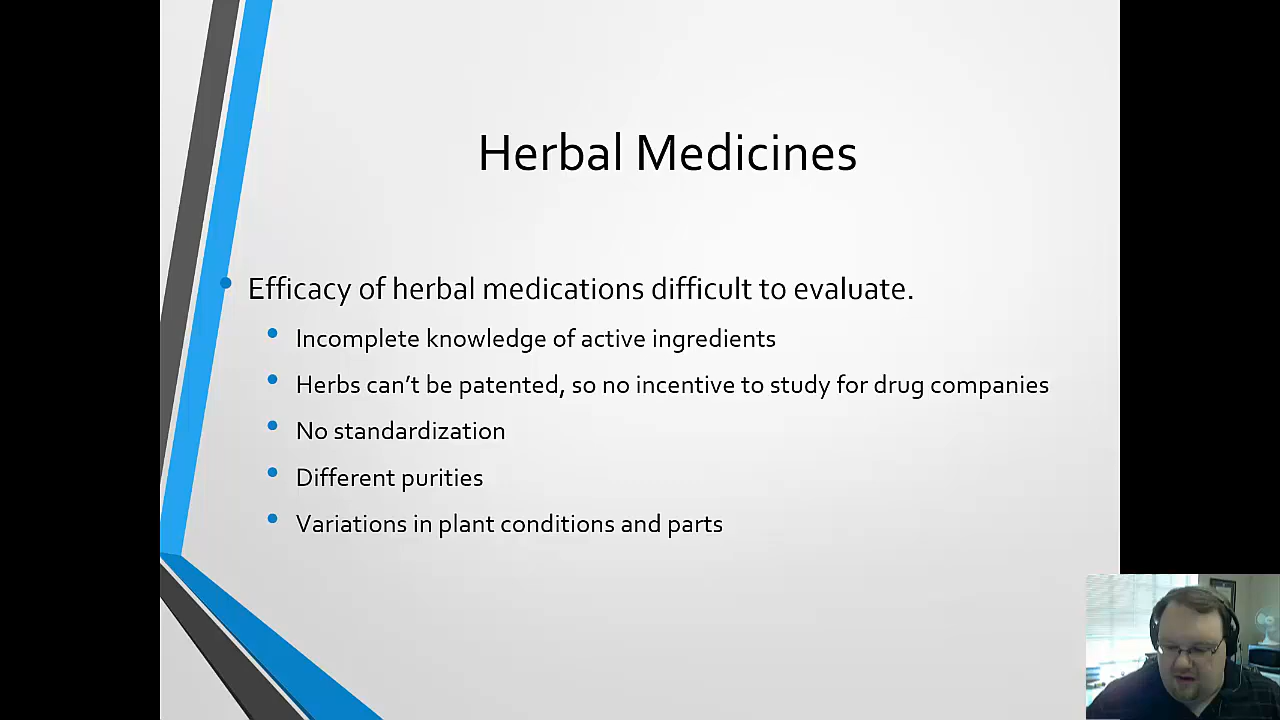 Herbal Medicines
Efficacy of herbal medications difficult to evaluate.
Incomplete knowledge of active ingredients
Herbs can’t be patented, so no incentive to study for drug companies
No standardization
Different purities
Variations in plant conditions and parts